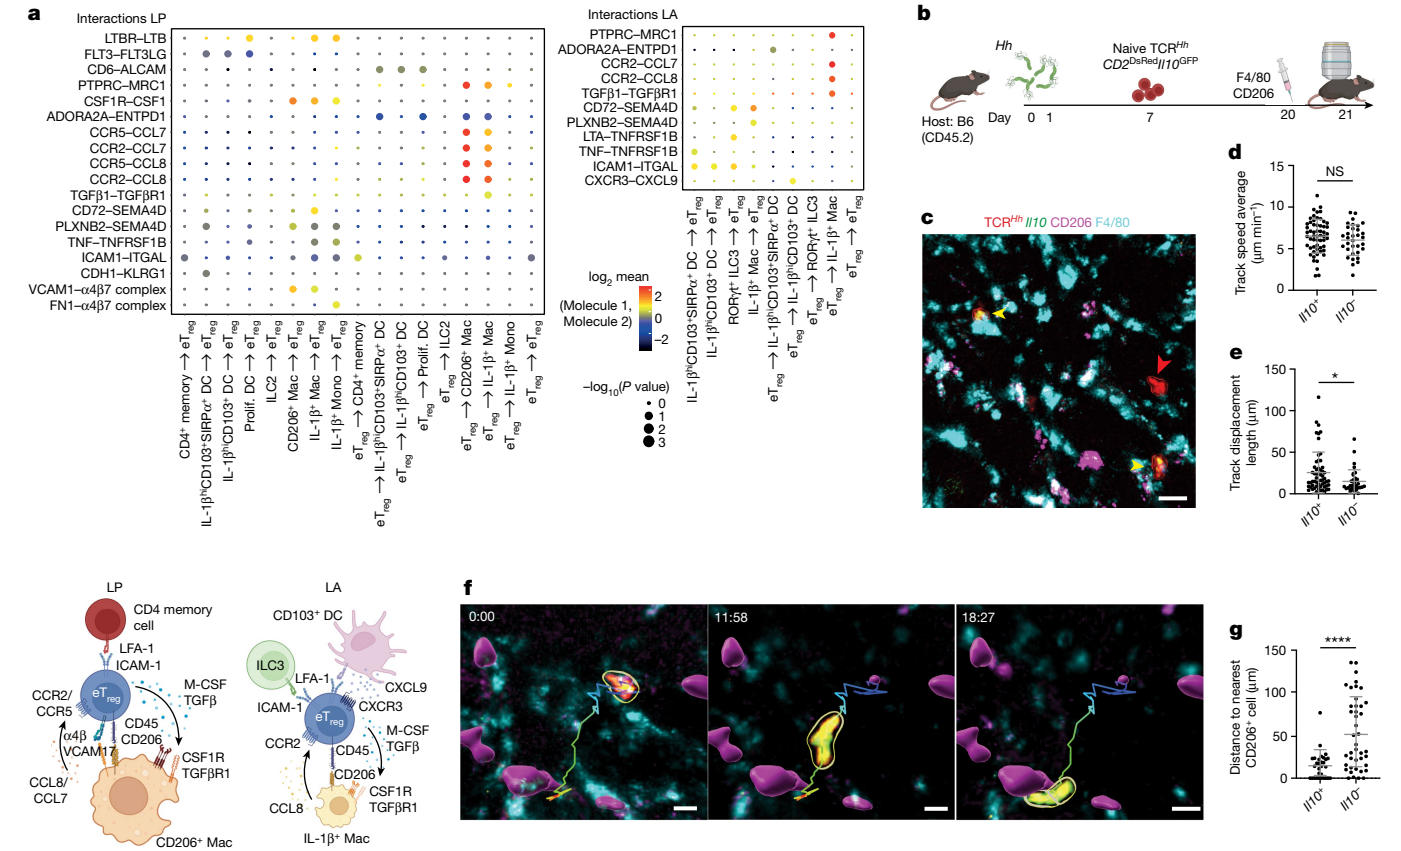 a
Interactions LP
LTBR–LTB
FLT3–FLT3LG
CD6–ALCAM
PTPRC–MRC1
CSF1R–CSF1
ADORA2A–ENTPD1
CCR5–CCL7
CCR2–CCL7
CCR5–CCL8
CCR2–CCL8
TGFβ1–TGFβR1
CD72–SEMA4D
PLXNB2–SEMA4D
TNF–TNFRSF1B
ICAM1–ITGAL
CDH1–KLRG1
VCAM1–α4β7 complex
FN1–α4β7 complex
CD4+ memory → eTreg
IL-1βhiCD103+SIRPα+ DC → eTreg
IL-1βhiCD103+ DC → eTreg
Prolif. DC → eTreg
ILC2 → eTreg
CD206+ Mac → eTreg
IL-1β+ Mac → eTreg
IL-1β+ Mono → eTreg
eTreg → CD4+ memory
eTreg → IL-1βhiCD103+SIRPα+ DC
eTreg → IL-1βhiCD103+ DC
eTreg → Prolif. DC
eTreg → ILC2
eTreg → CD206+ Mac
eTreg → IL-1β+ Mac
eTreg → IL-1β+ Mono
eTreg → eTreg
Interactions LA
PTPRC–MRC1
ADORA2A–ENTPD1
CCR2–CCL7
CCR2–CCL8
TGFβ1–TGFβR1
CD72–SEMA4D
PLXNB2–SEMA4D
LTA–TNFRSF1B
TNF–TNFRSF1B
ICAM1–ITGAL
CXCR3–CXCL9
IL-1βhiCD103+SIRPα+ DC → eTreg
IL-1βhiCD103+ DC → eTreg
RORγt+ ILC3 → eTreg
IL-1β+ Mac → eTreg
eTreg → IL-1βhiCD103+SIRPα+ DC
eTreg → IL-1βhiCD103+ DC
eTreg → RORγt+ ILC3
eTreg → IL-1β+ Mac
eTreg → eTreg
log2 mean
(Molecule 1,
Molecule 2)
2
0
−2
−log10(P value)
0
1
2
3
b
Hh
Naive TCRHh
CD2DsRedIl10GFP
F4/80
CD206
Host: B6
(CD45.2)
Day
0
1
7
20
21
c
TCRHh Il10 CD206 F4/80
d
Track speed average
(μm min−1)
15
10
5
0
NS
Il10+
Il10−
e
Track displacement
length (μm)
150
100
50
0
*
Il10+
Il10−
LP
CD4 memory
cell
LFA-1
ICAM-1
eTreg
M-CSF
TGFβ
CCR2/
CCR5
CD45
CD206
α4β
VCAM17
CSF1R
TGFβR1
CCL8/
CCL7
CD206+ Mac
LA
CD103+ DC
ILC3
LFA-1
ICAM-1
CXCL9
CXCR3
eTreg
CCR2
CD45
M-CSF
TGFβ
CD206
CSF1R
TGFβR1
CCL8
IL-1β+ Mac
f
0:00
11:58
18:27
g
Distance to nearest
CD206+ cell (μm)
150
100
50
0
****
Il10+
Il10−